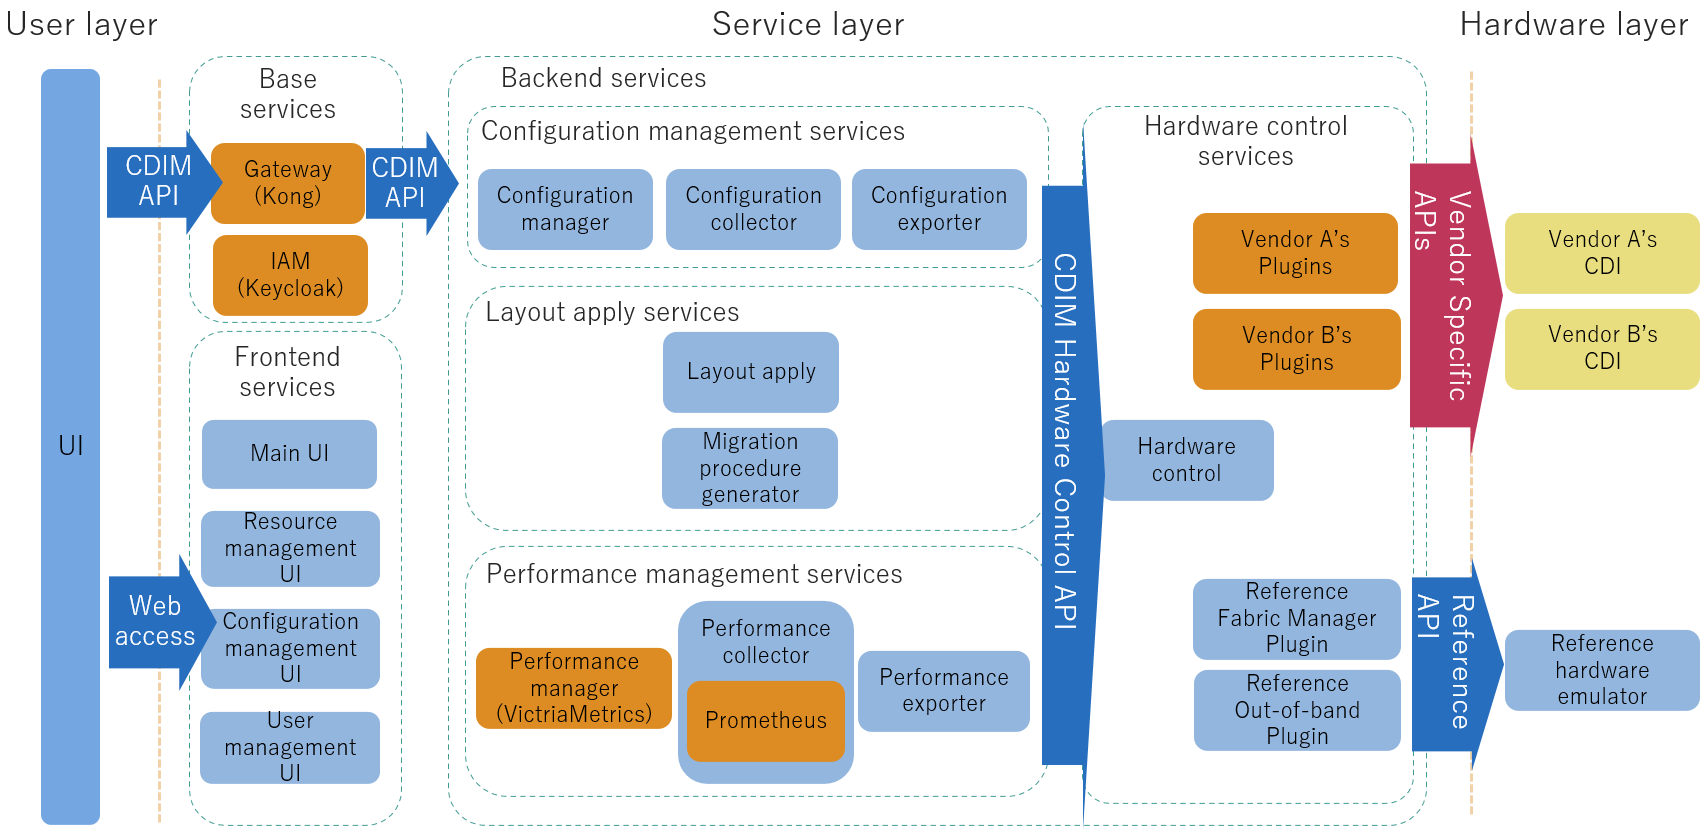 User layer
Service layer
Hardware layer
UI
CDIM
API
Web
access
Base
services
Gateway
(Kong)
IAM
(Keycloak)
CDIM
API
Frontend
services
Main UI
Resource
management
UI
Configuration
management
UI
User
management
UI
Backend services
Configuration management services
Configuration
manager
Configuration
collector
Configuration
exporter
Layout apply services
Layout apply
Migration
procedure
generator
Performance management services
Performance
manager
(VictriaMetrics)
Performance
collector
Prometheus
Performance
exporter
CDIM Hardware Control API
Hardware control
services
Vendor A’s
Plugins
Vendor B’s
Plugins
Hardware
control
Reference
Fabric Manager
Plugin
Reference
Out-of-band
Plugin
Vendor Specific
APIs
Reference
API
Vendor A’s
CDI
Vendor B’s
CDI
Reference
hardware
emulator